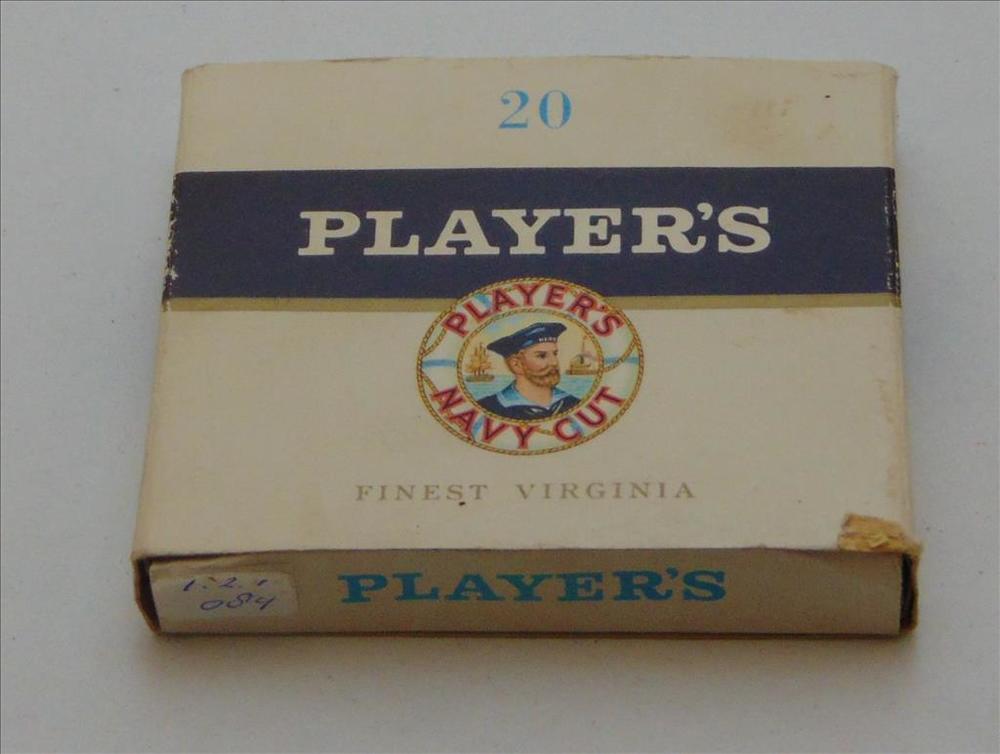 20
PLAYER'S
PLAYER'S
NAVY CUT
FINEST VIRGINIA
1.2.1
084
PLAYER'S